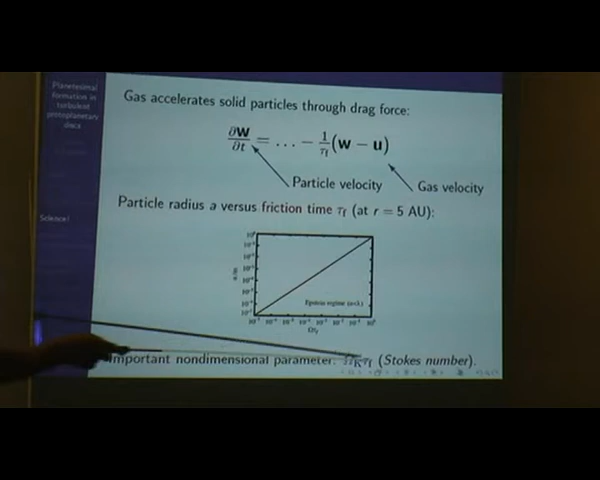 Planetesimal
formation in
turbulent
protoplanetary
discs
Gas accelerates solid particles through drag force:
∂w/∂t = … − 1/τf (w − u)
Particle velocity
Gas velocity
Particle radius a versus friction time τf (at r = 5 AU):
Science!
Epstein regime
Important nondimensional parameter: ΩKτf (Stokes number).